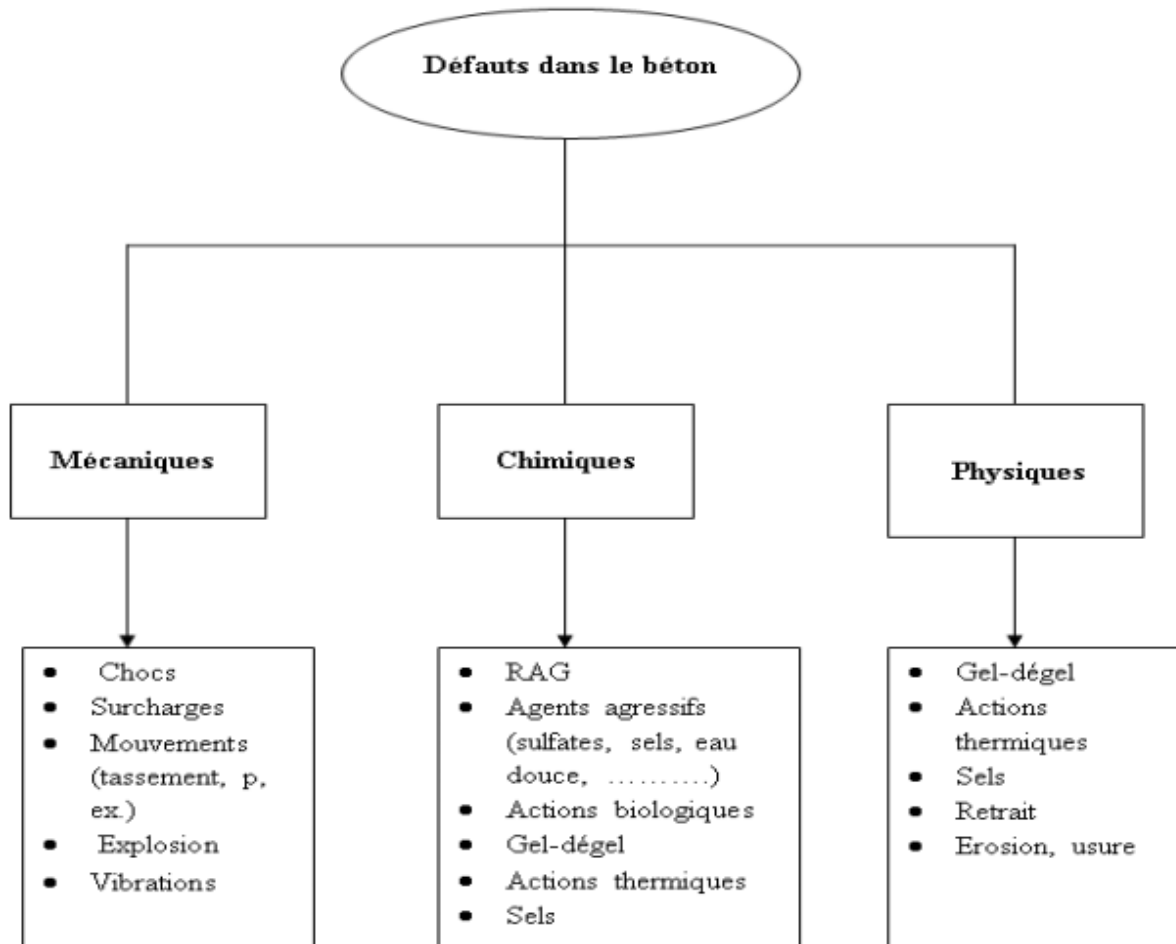 Défauts dans le béton
Mécaniques
Chimiques
Physiques
• Chocs
• Surcharges
• Mouvements
(tassement, p,
ex.)
• Explosion
• Vibrations
• RAG
• Agents agressifs
(sulfates, sels, eau
douce, ..........)
• Actions biologiques
• Gel-dégel
• Actions thermiques
• Sels
• Gel-dégel
• Actions
thermiques
• Sels
• Retrait
• Erosion, usure